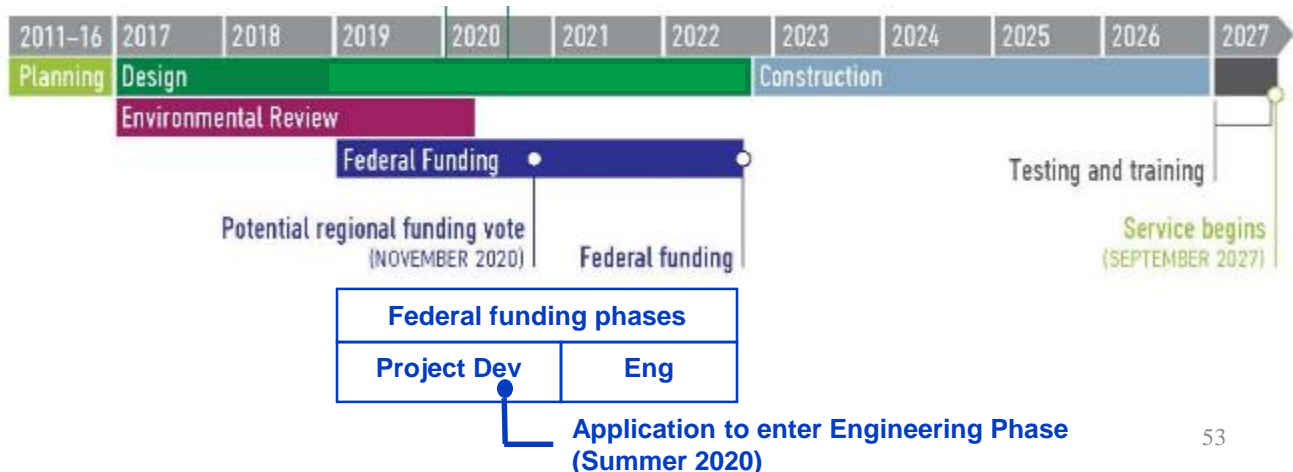 2011–16 2017 2018 2019 2020 2021 2022 2023 2024 2025 2026 2027
Planning Design Construction
Environmental Review
Federal Funding
Testing and training
Potential regional funding vote
(NOVEMBER 2020)
Federal funding
Service begins
(SEPTEMBER 2027)
Federal funding phases
Project Dev Eng
Application to enter Engineering Phase
(Summer 2020)
53